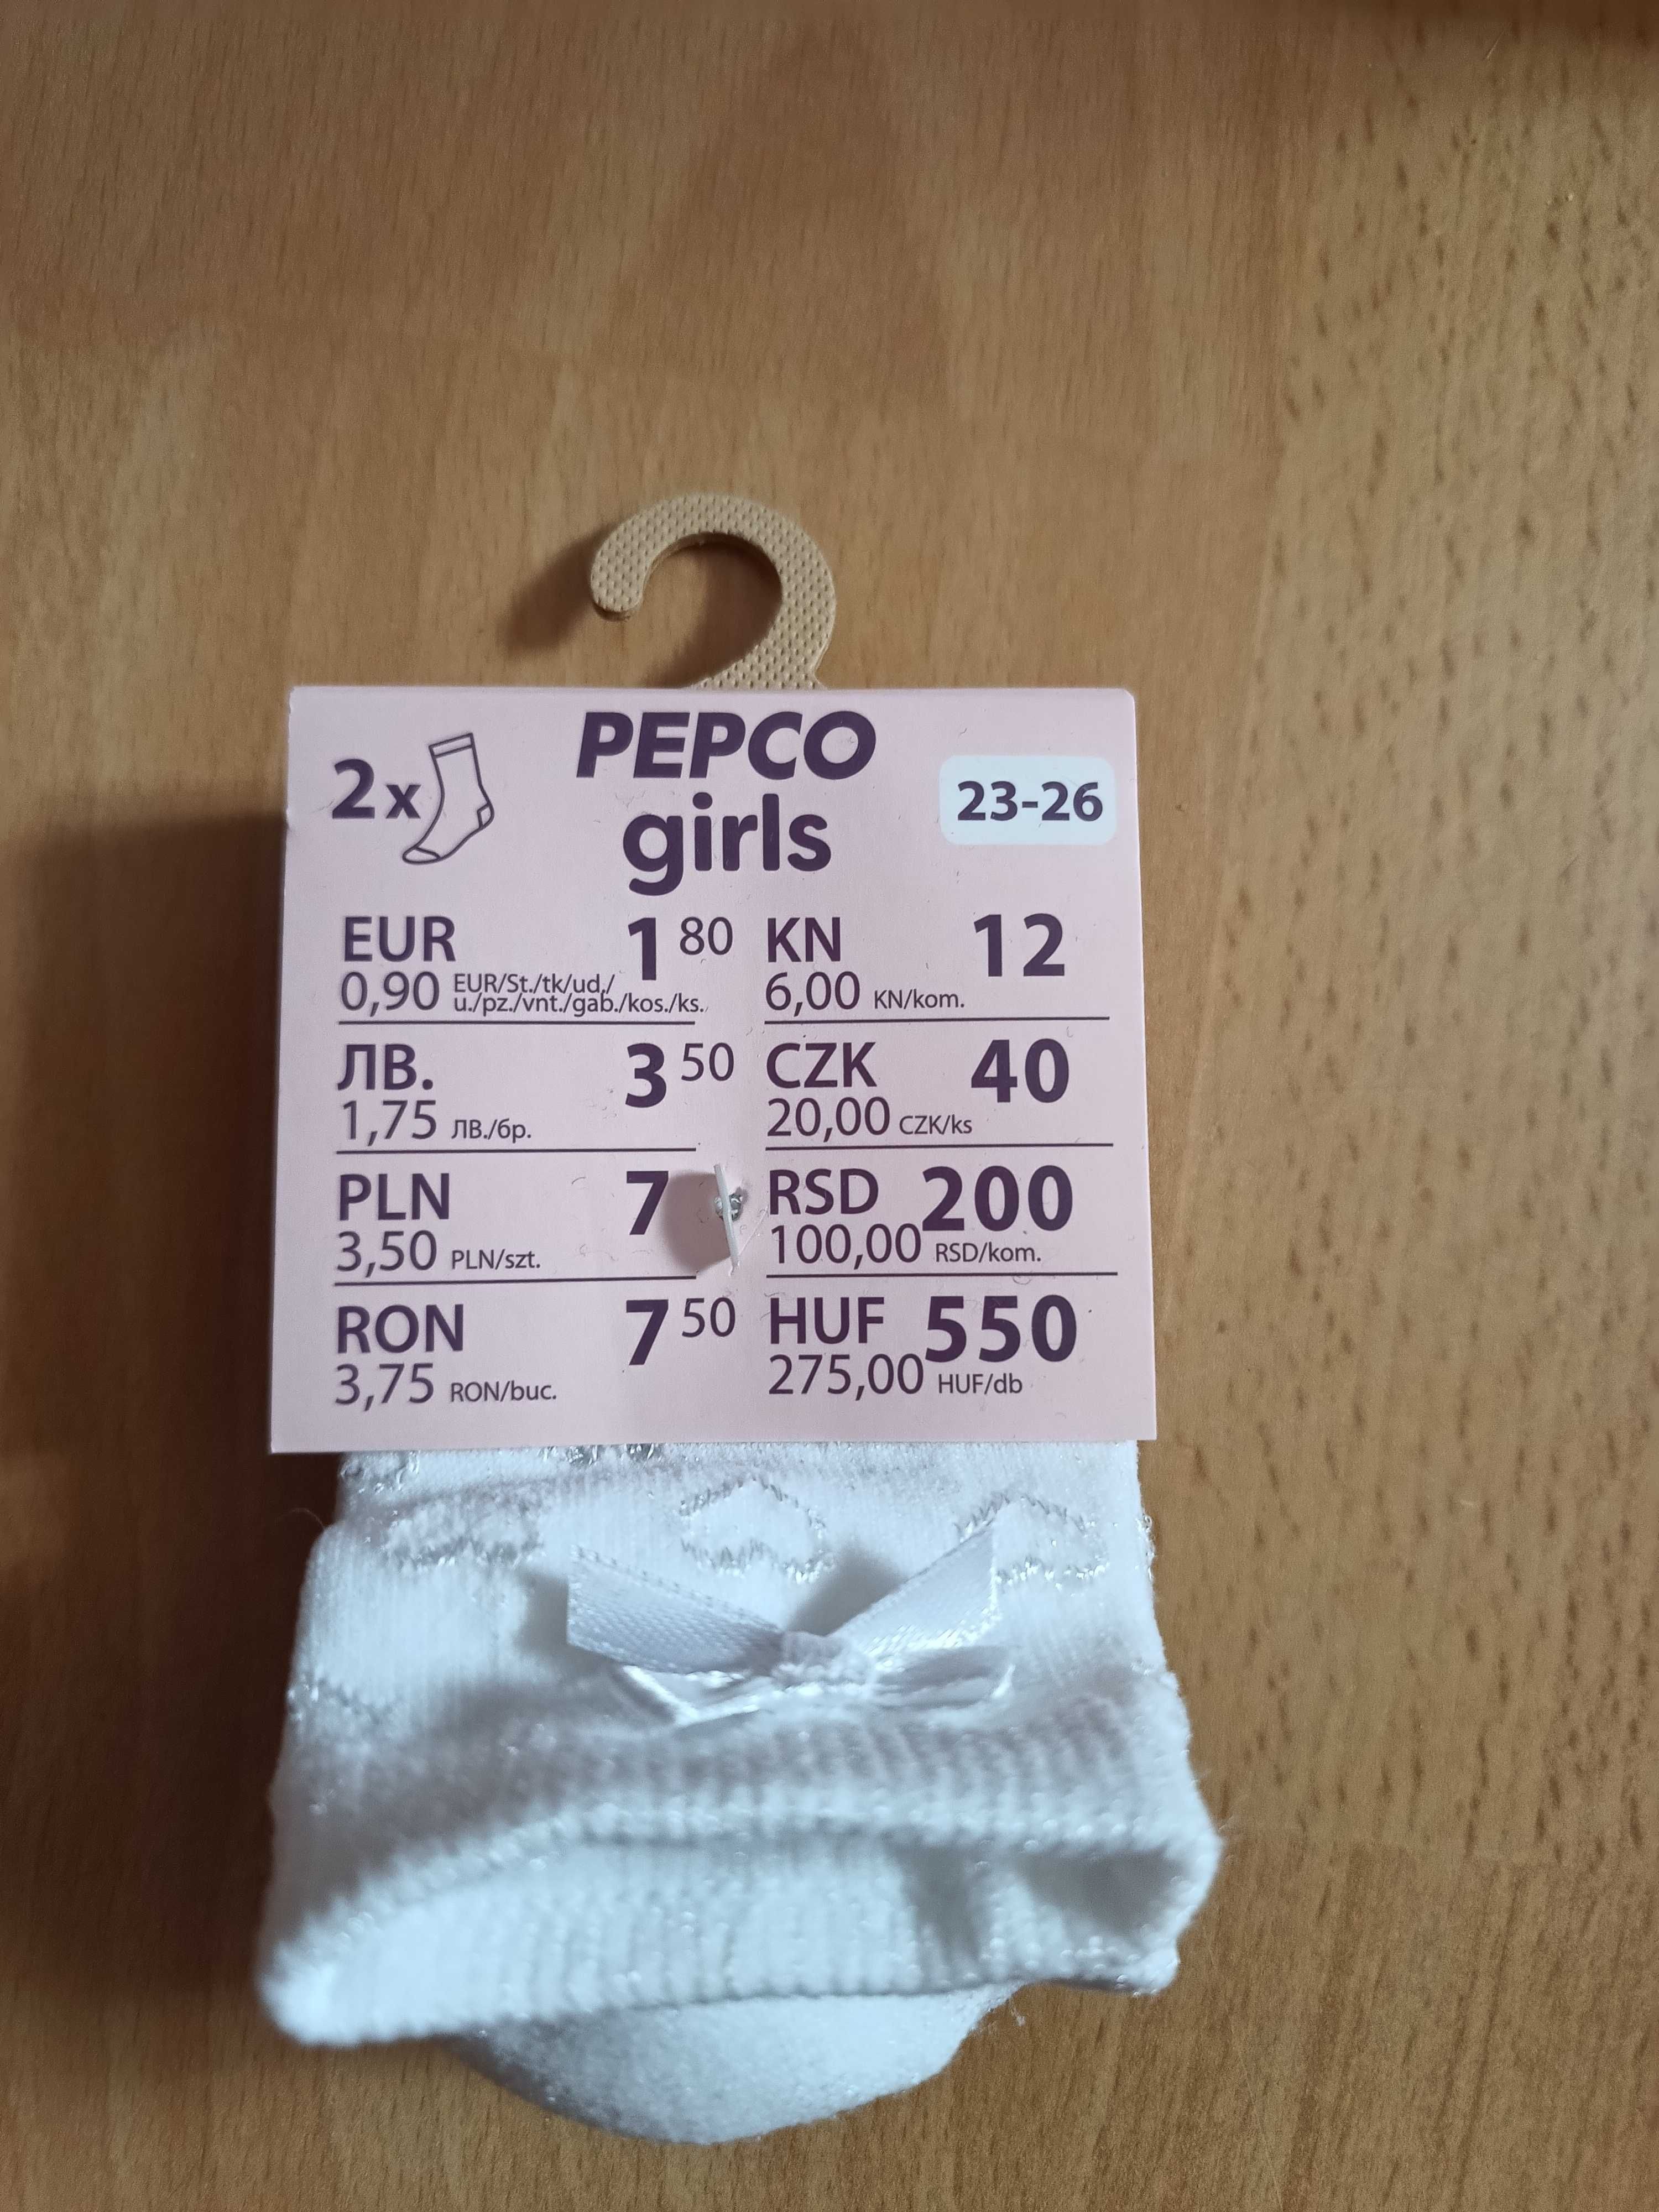 2x
PEPCO
girls
23-26
EUR 1 80
0,90 EUR/St./tk/ud./
u./pz./vnt./gab./kos./ks.
ЛВ. 3 50
1,75 ЛВ./бр.
PLN 7
3,50 PLN/szt.
RON 7 50
3,75 RON/buc.
KN 12
6,00 KN/kom.
CZK 40
20,00 CZK/ks
RSD 200
100,00 RSD/kom.
HUF 550
275,00 HUF/db